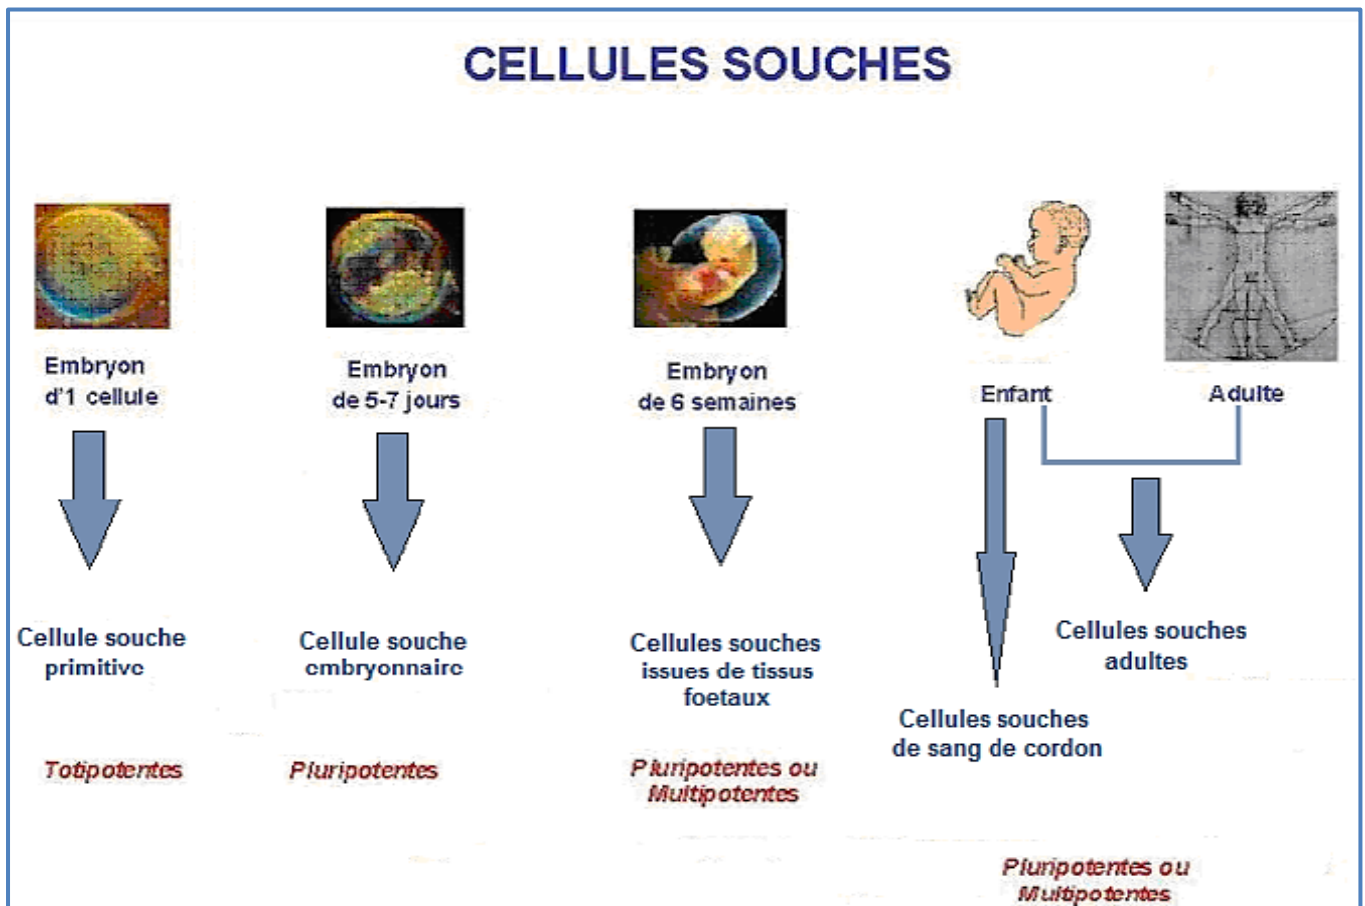 CELLULES SOUCHES
Embryon
d'1 cellule
Embryon
de 5-7 jours
Embryon
de 6 semaines
Enfant
Adulte
Cellule souche
primitive
Cellule souche
embryonnaire
Cellules souches
issues de tissus
foetaux
Cellules souches
de sang de cordon
Cellules souches
adultes
Totipotentes
Pluripotentes
Pluripotentes ou
Multipotentes
Pluripotentes ou
Multipotentes